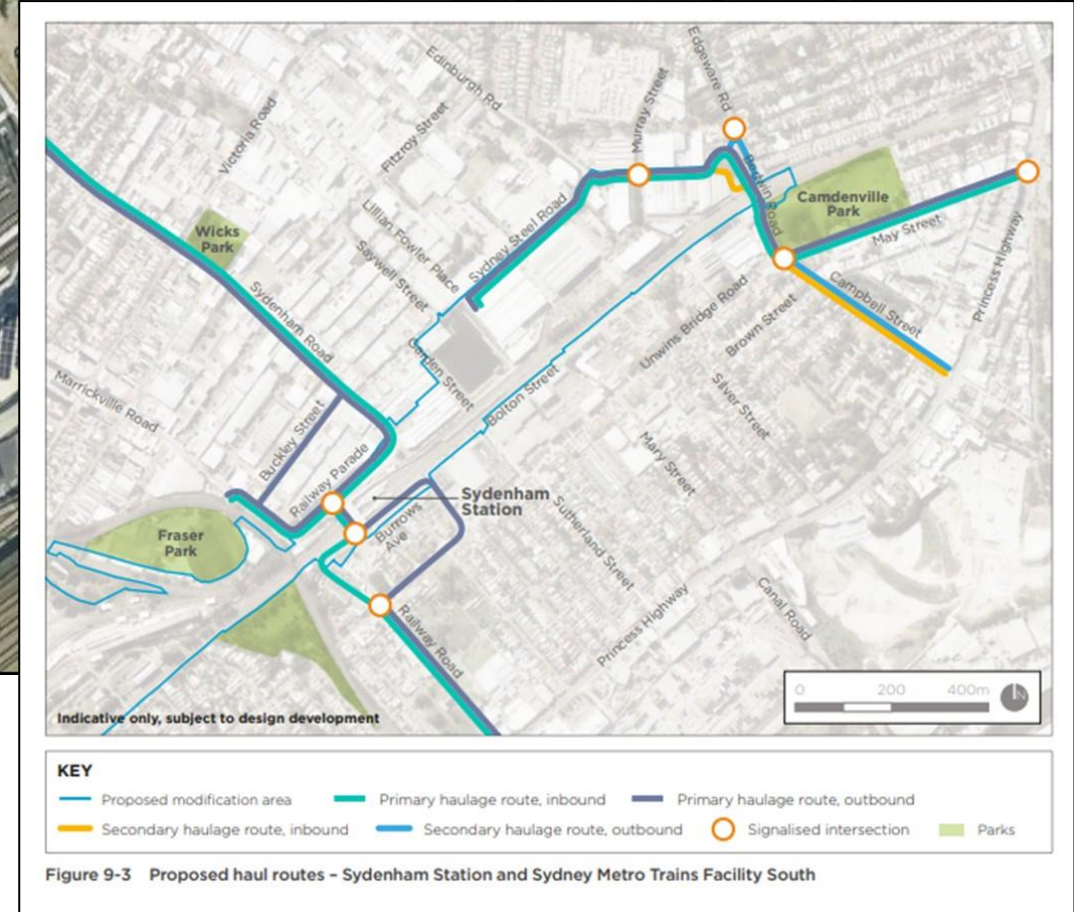 Edinburgh Rd
Edgeware Rd
Murray Street
Victoria Road
Fitzroy Street
Bedwin Road
Camdenville
Park
May Street
Princess Highway
Wicks
Park
Lillian Fowler Place
Sydney Steel Road
Saywell Street
Sydenham Road
Garden Street
Unwins Bridge Road
Brown Street
Campbell Street
Marrickville Road
Buckley Street
Bolton Street
Silver Street
Railway Parade
Mary Street
Sydenham
Station
Burrows
Ave
Sutherland Street
Fraser
Park
Railway Road
Princess Highway
Canal Road
0 200 400m
N
Indicative only, subject to design development
KEY
Proposed modification area Primary haulage route, inbound Primary haulage route, outbound
Secondary haulage route, inbound Secondary haulage route, outbound Signalised intersection Parks
Figure 9-3 Proposed haul routes – Sydenham Station and Sydney Metro Trains Facility South